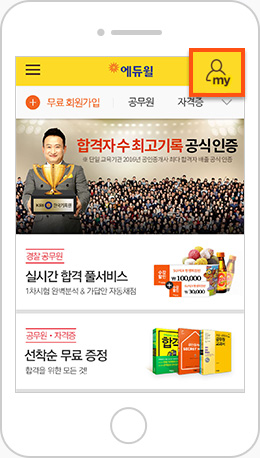 에듀윌
my
무료 회원가입
공무원
자격증
합격자 수 최고기록 공식 인증
※ 단일 교육기관 2016년 공인중개사 최다 합격자 배출 공식 인증
KRI 한국기록원
경찰 공무원
실시간 합격 풀서비스
1차시험 완벽분석 & 가답안 자동채점
₩ 100,000
₩ 30,000
공무원 · 자격증
선착순 무료 증정
합격을 위한 모든 것!
합격